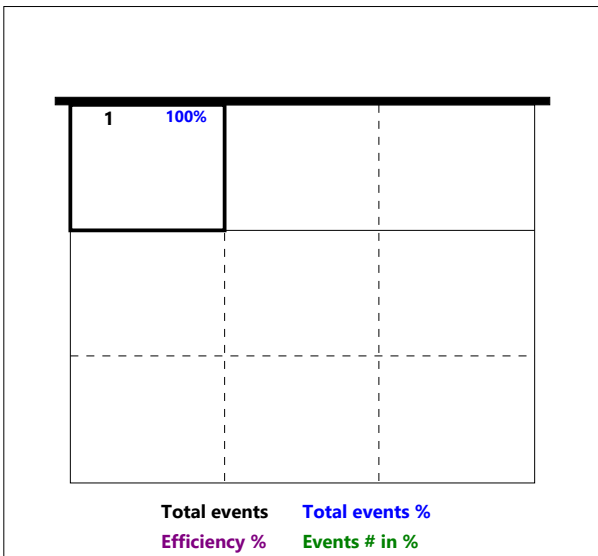 1 100%
Total events Total events %
Efficiency % Events # in %